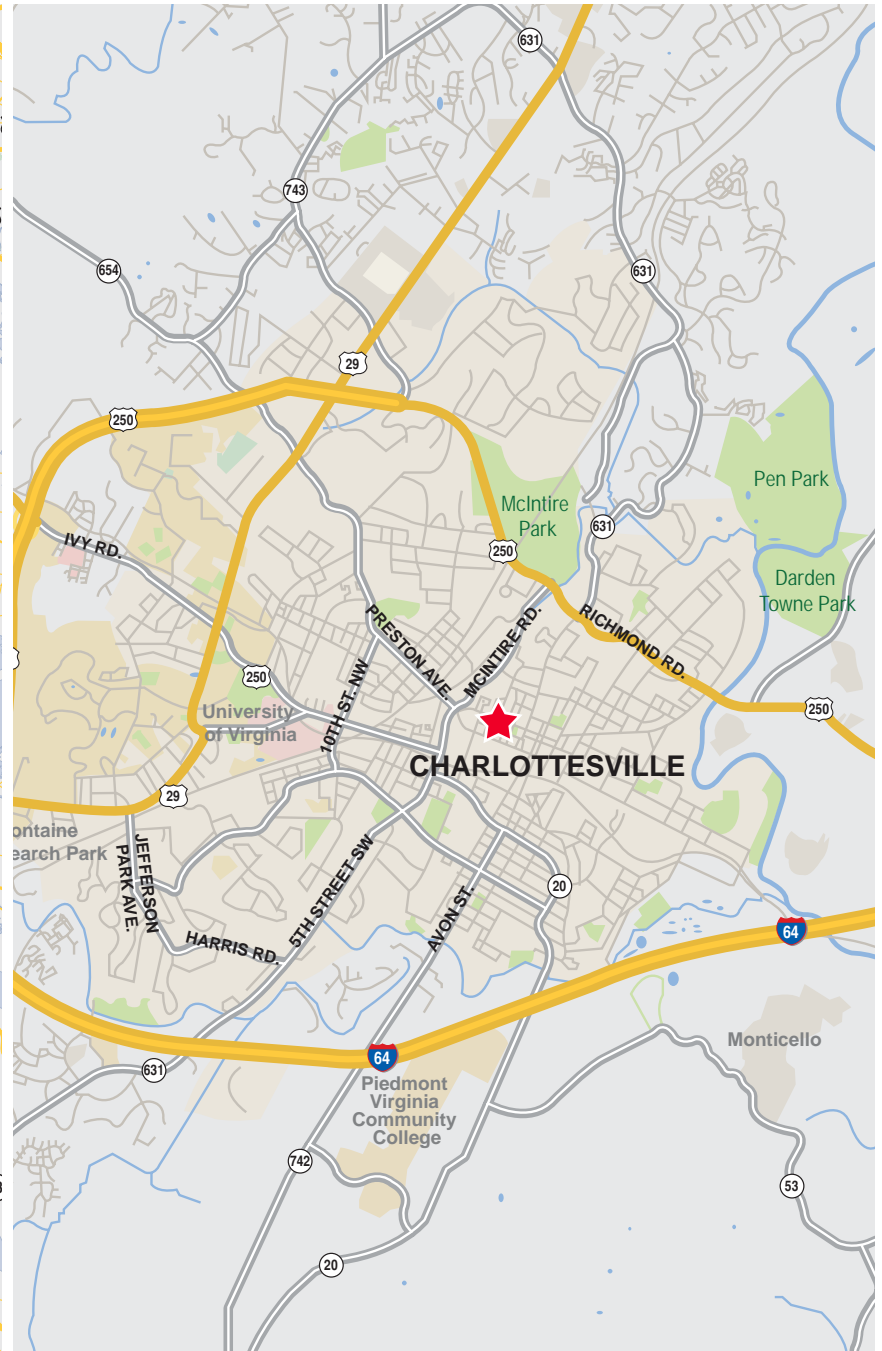 631
743
654
631
29
250
Pen Park
McIntire
Park
631
250
IVY RD.
Darden
Towne Park
PRESTON AVE.
MCINTIRE RD.
RICHMOND RD.
10TH ST. NW
250
University
of Virginia
250
CHARLOTTESVILLE
29
ontaine
earch Park
JEFFERSON
PARK AVE.
5TH STREET SW
20
AVON ST.
HARRIS RD.
64
Monticello
64
631
Piedmont
Virginia
Community
College
742
53
20